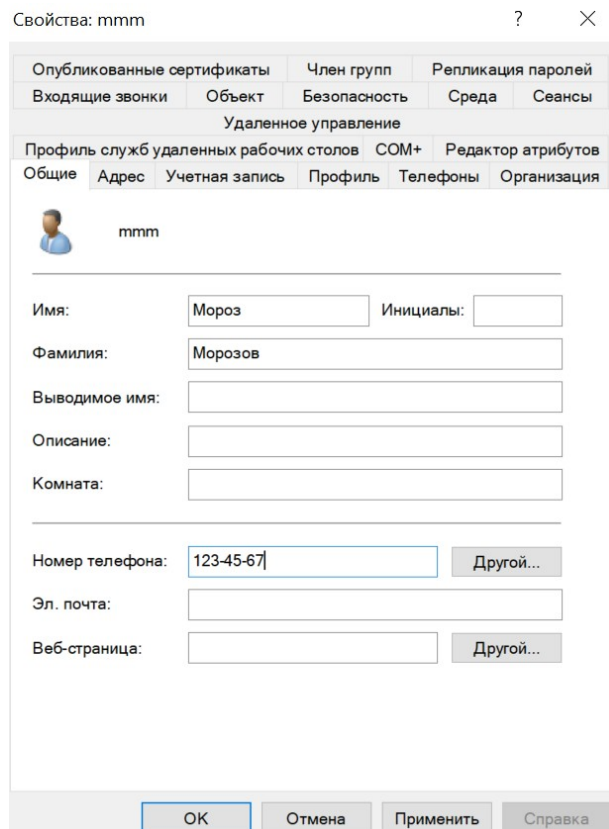 Свойства: mmm ? ×
Опубликованные сертификаты Член групп Репликация паролей
Входящие звонки Объект Безопасность Среда Сеансы
Удаленное управление
Профиль служб удаленных рабочих столов COM+ Редактор атрибутов
Общие Адрес Учетная запись Профиль Телефоны Организация
mmm
Имя: Мороз Инициалы:
Фамилия: Морозов
Выводимое имя:
Описание:
Комната:
Номер телефона: 123-45-67 Другой...
Эл. почта:
Веб-страница: Другой...
OK Отмена Применить Справка